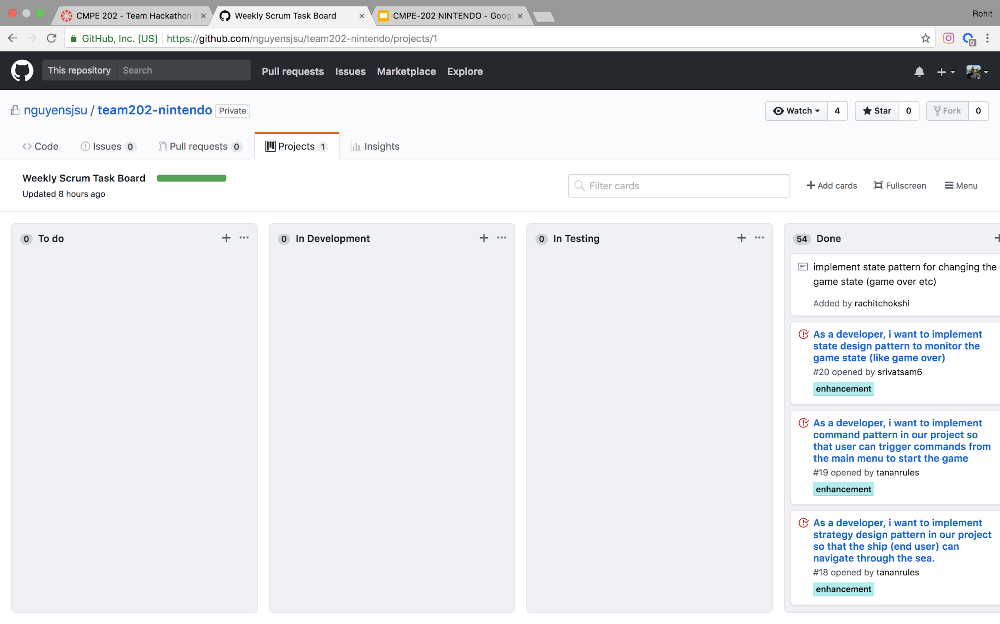 CMPE 202 - Team Hackathon
Weekly Scrum Task Board
CMPE-202 NINTENDO - Googl
Rohit
GitHub, Inc. [US]
https://github.com/nguyensjsu/team202-nintendo/projects/1
0
This repository
Search
Pull requests
Issues
Marketplace
Explore
nguyensjsu / team202-nintendo
Private
Watch
4
Star
0
Fork
0
Code
Issues 0
Pull requests 0
Projects 1
Insights
Weekly Scrum Task Board
Updated 8 hours ago
Filter cards
Add cards
Fullscreen
Menu
0 To do
0 In Development
0 In Testing
54 Done
implement state pattern for changing the
game state (game over etc)
Added by rachitchokshi
As a developer, i want to implement
state design pattern to monitor the
game state (like game over)
#20 opened by srivatsam6
enhancement
As a developer, i want to implement
command pattern in our project so
that user can trigger commands from
the main menu to start the game
#19 opened by tananrules
enhancement
As a developer, i want to implement
strategy design pattern in our project
so that the ship (end user) can
navigate through the sea.
#18 opened by tananrules
enhancement